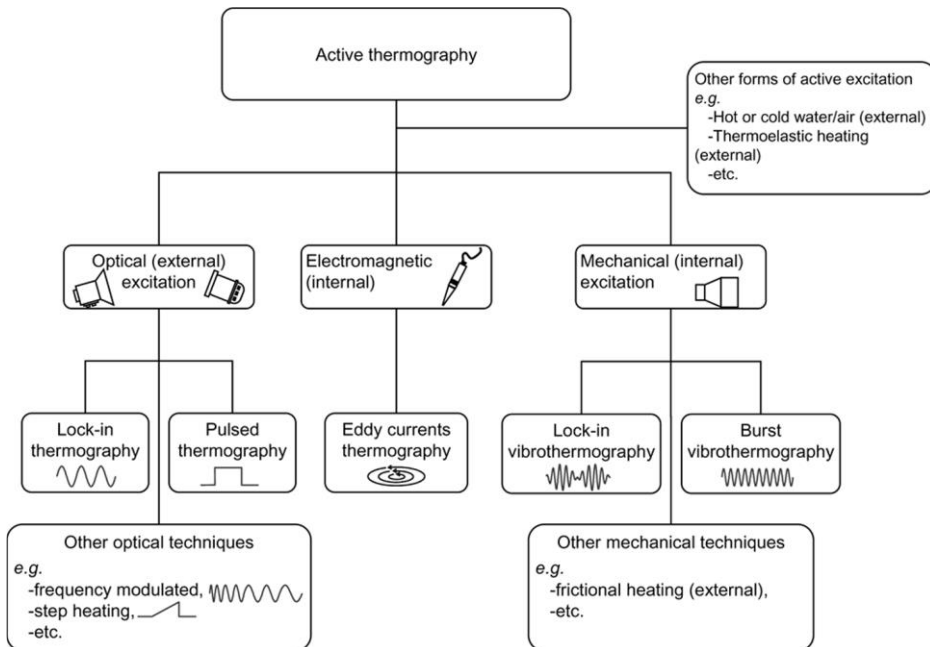 Active thermography
Other forms of active excitation
e.g.
-Hot or cold water/air (external)
-Thermoelastic heating
(external)
-etc.
Optical (external)
excitation
Electromagnetic
(internal)
Mechanical (internal)
excitation
Lock-in
thermography
Pulsed
thermography
Eddy currents
thermography
Lock-in
vibrothermography
Burst
vibrothermography
Other optical techniques
e.g.
-frequency modulated,
-step heating,
-etc.
Other mechanical techniques
e.g.
-frictional heating (external),
-etc.